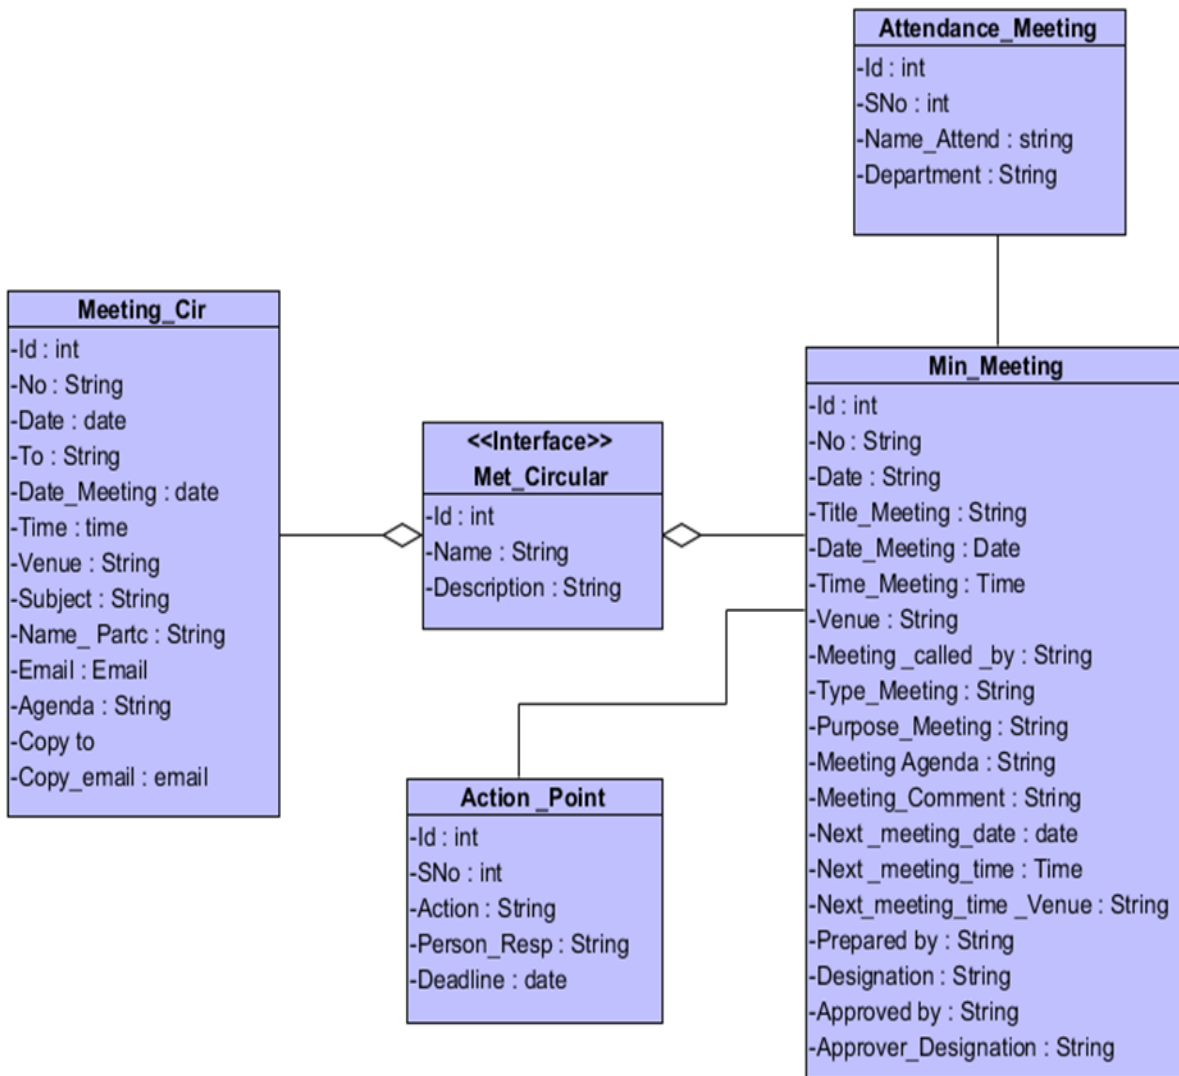 Attendance_Meeting
-Id : int
-SNo : int
-Name_Attend : string
-Department : String
Meeting_Cir
-Id : int
-No : String
-Date : date
-To : String
-Date_Meeting : date
-Time : time
-Venue : String
-Subject : String
-Name_ Partc : String
-Email : Email
-Agenda : String
-Copy to
-Copy_email : email
<<Interface>>
Met_Circular
-Id : int
-Name : String
-Description : String
Min_Meeting
-Id : int
-No : String
-Date : String
-Title_Meeting : String
-Date_Meeting : Date
-Time_Meeting : Time
-Venue : String
-Meeting _called _by : String
-Type_Meeting : String
-Purpose_Meeting : String
-Meeting Agenda : String
-Meeting_Comment : String
-Next _meeting_date : date
-Next _meeting_time : Time
-Next_meeting_time _Venue : String
-Prepared by : String
-Designation : String
-Approved by : String
-Approver_Designation : String
Action _Point
-Id : int
-SNo : int
-Action : String
-Person_Resp : String
-Deadline : date